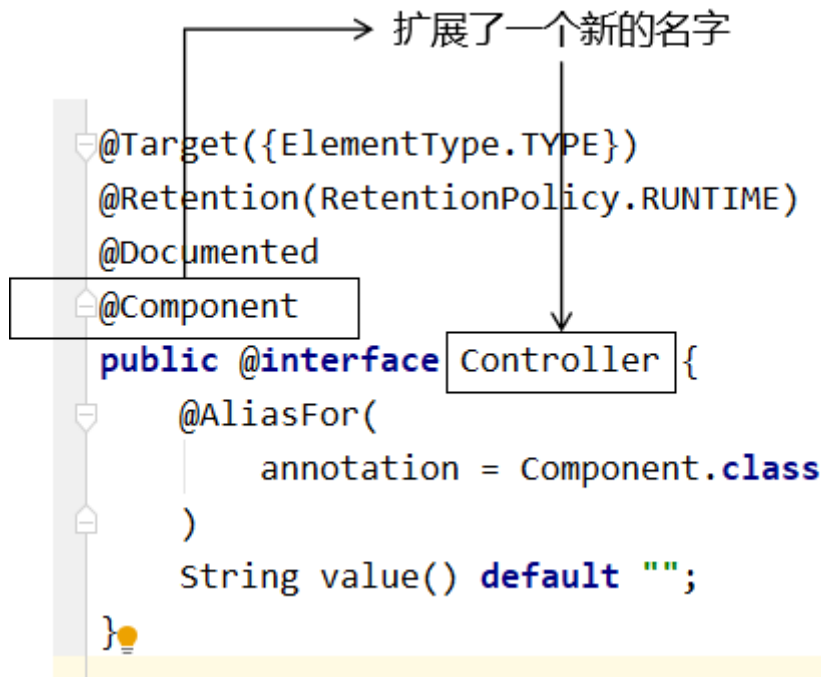 扩展了一个新的名字
@Target({ElementType.TYPE})
@Retention(RetentionPolicy.RUNTIME)
@Documented
@Component
public @interface Controller {
    @AliasFor(
        annotation = Component.class
    )
    String value() default "";
}